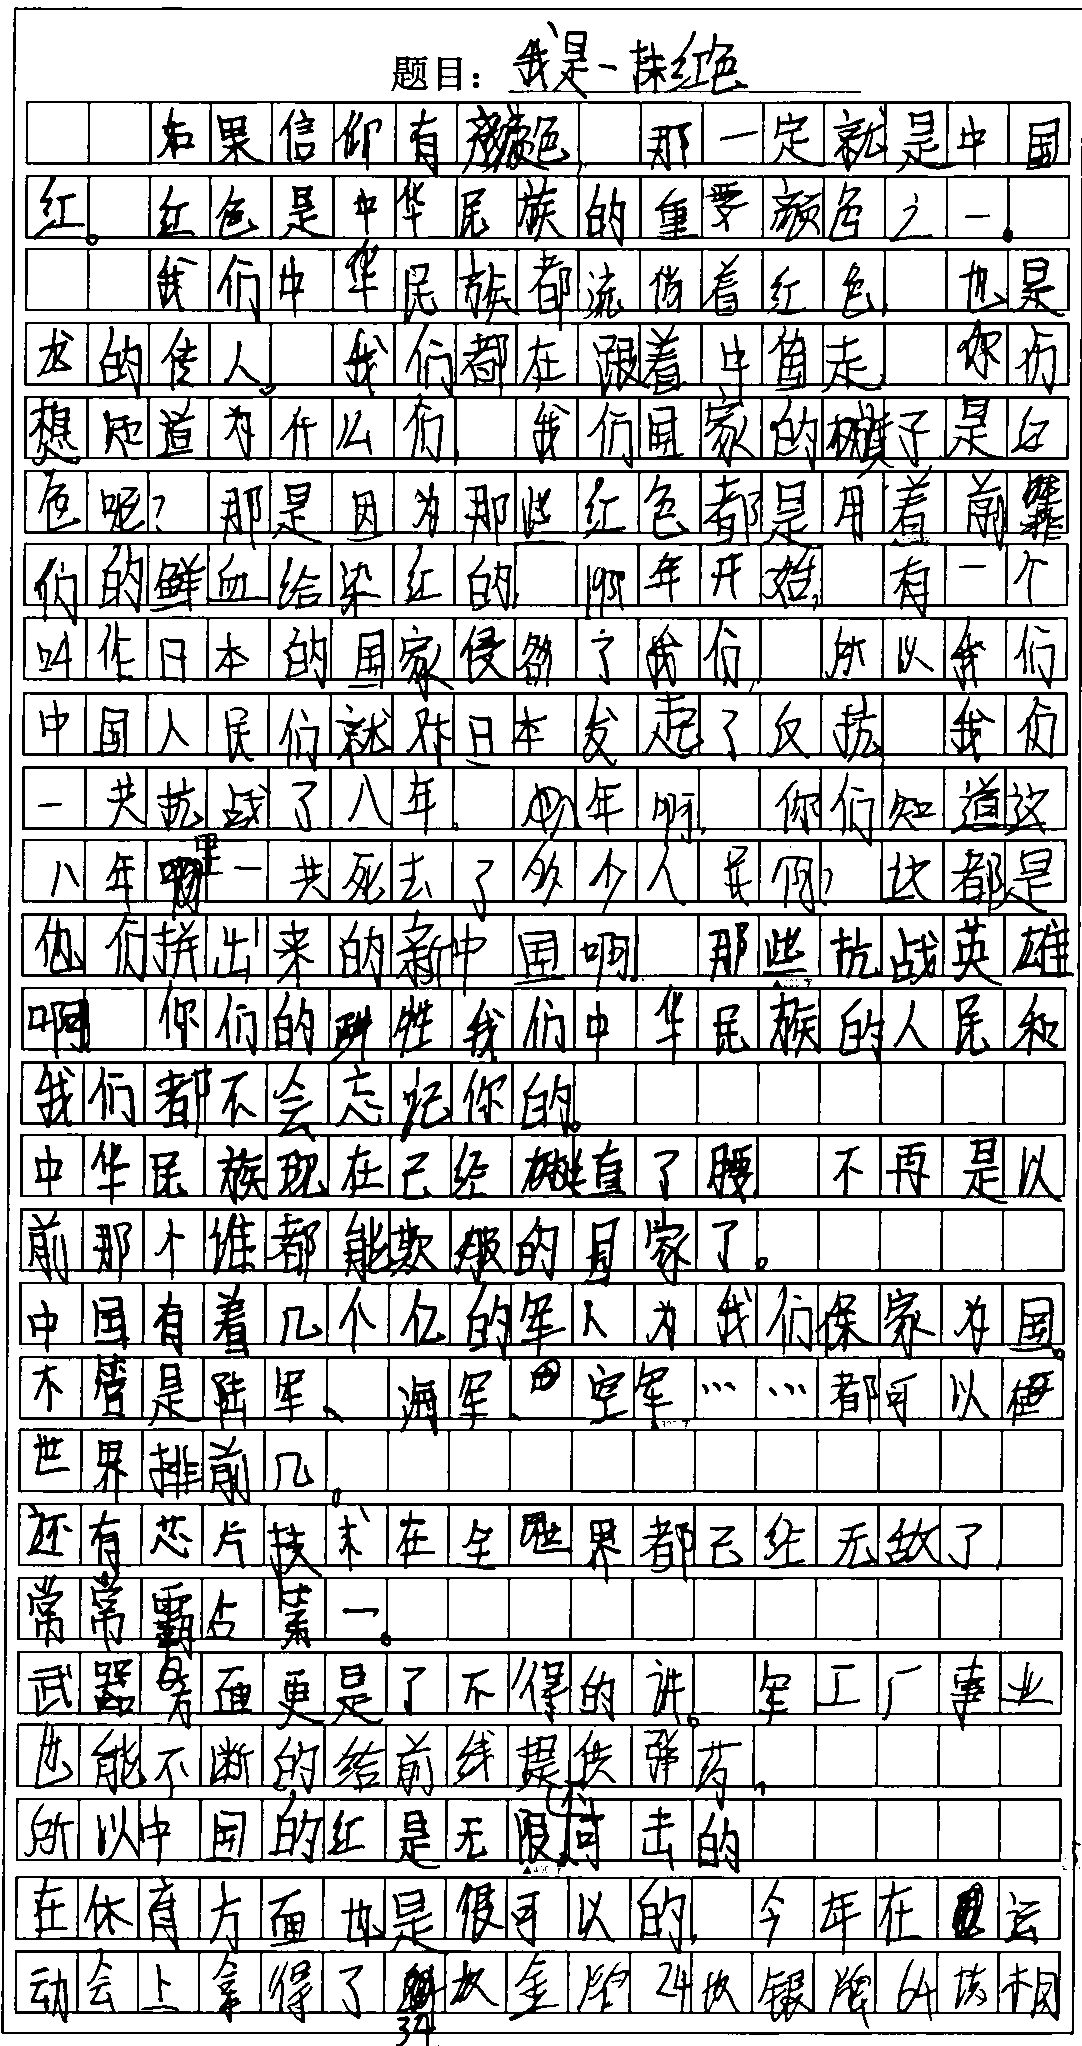 题目：我是一抹红色
如果信仰有颜色，那一定就是中国
红。红色是中华民族的重要颜色之一。
我们中华民族都流倘着红色，也是
龙的传人。我们都在跟着中国走，你们
想知道为什么们，我们国家的旗子是红
色呢？那是因为那些红色都是用着前辈
们的鲜血给染红的，1931年开始，有一个
叫作日本的国家侵略了我们，所以我们
中国人民们就对日本发起了反抗，我们
一共抗战了八年，八年啊，你们知道这
八年里一共死去了多少人民啊？这都是
他们拼出来的新中国啊，那些抗战英雄
啊，你们的牺牲我们中华民族的人民和
我们都不会忘记你的。
中华民族现在已经挺直了腰，不再是以
前那个谁都能欺服的国家了。
中国有着几个亿的军人为我们保家为国。
不管是陆军、海军、空军……都可以在
世界排前几。
还有芯片技术在全世界都已经无敌了，
常常霸占第一。
武器方面更是了不得的讲。军工厂事业
也能不断的给前线提供弹药，
所以中国的红是无限可击的
在休育方面也是很可以的，今年在运
动会上拿得了34块金牌24块银牌64块桐